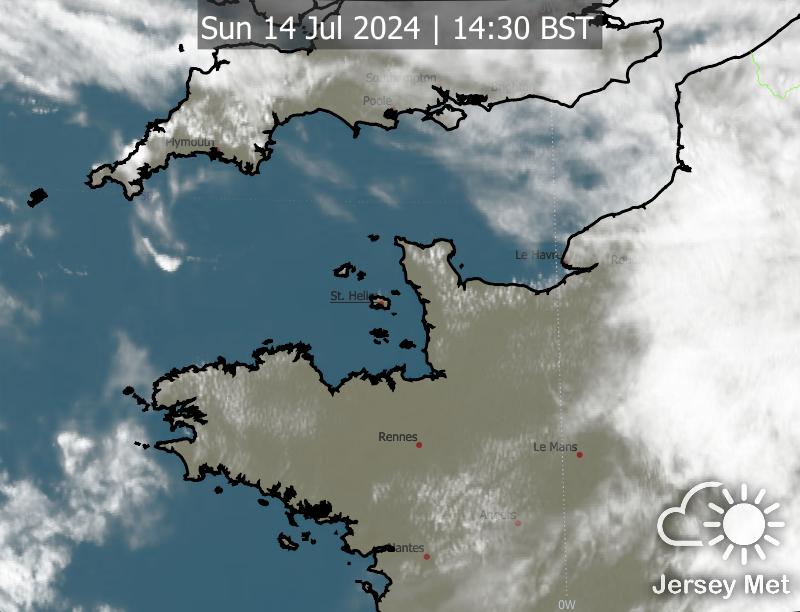 Sun 14 Jul 2024 | 14:30 BST
Southampton
Poole
Plymouth
Le Havre
St. Helier
Rennes
Le Mans
Angers
Nantes
0W
Jersey Met